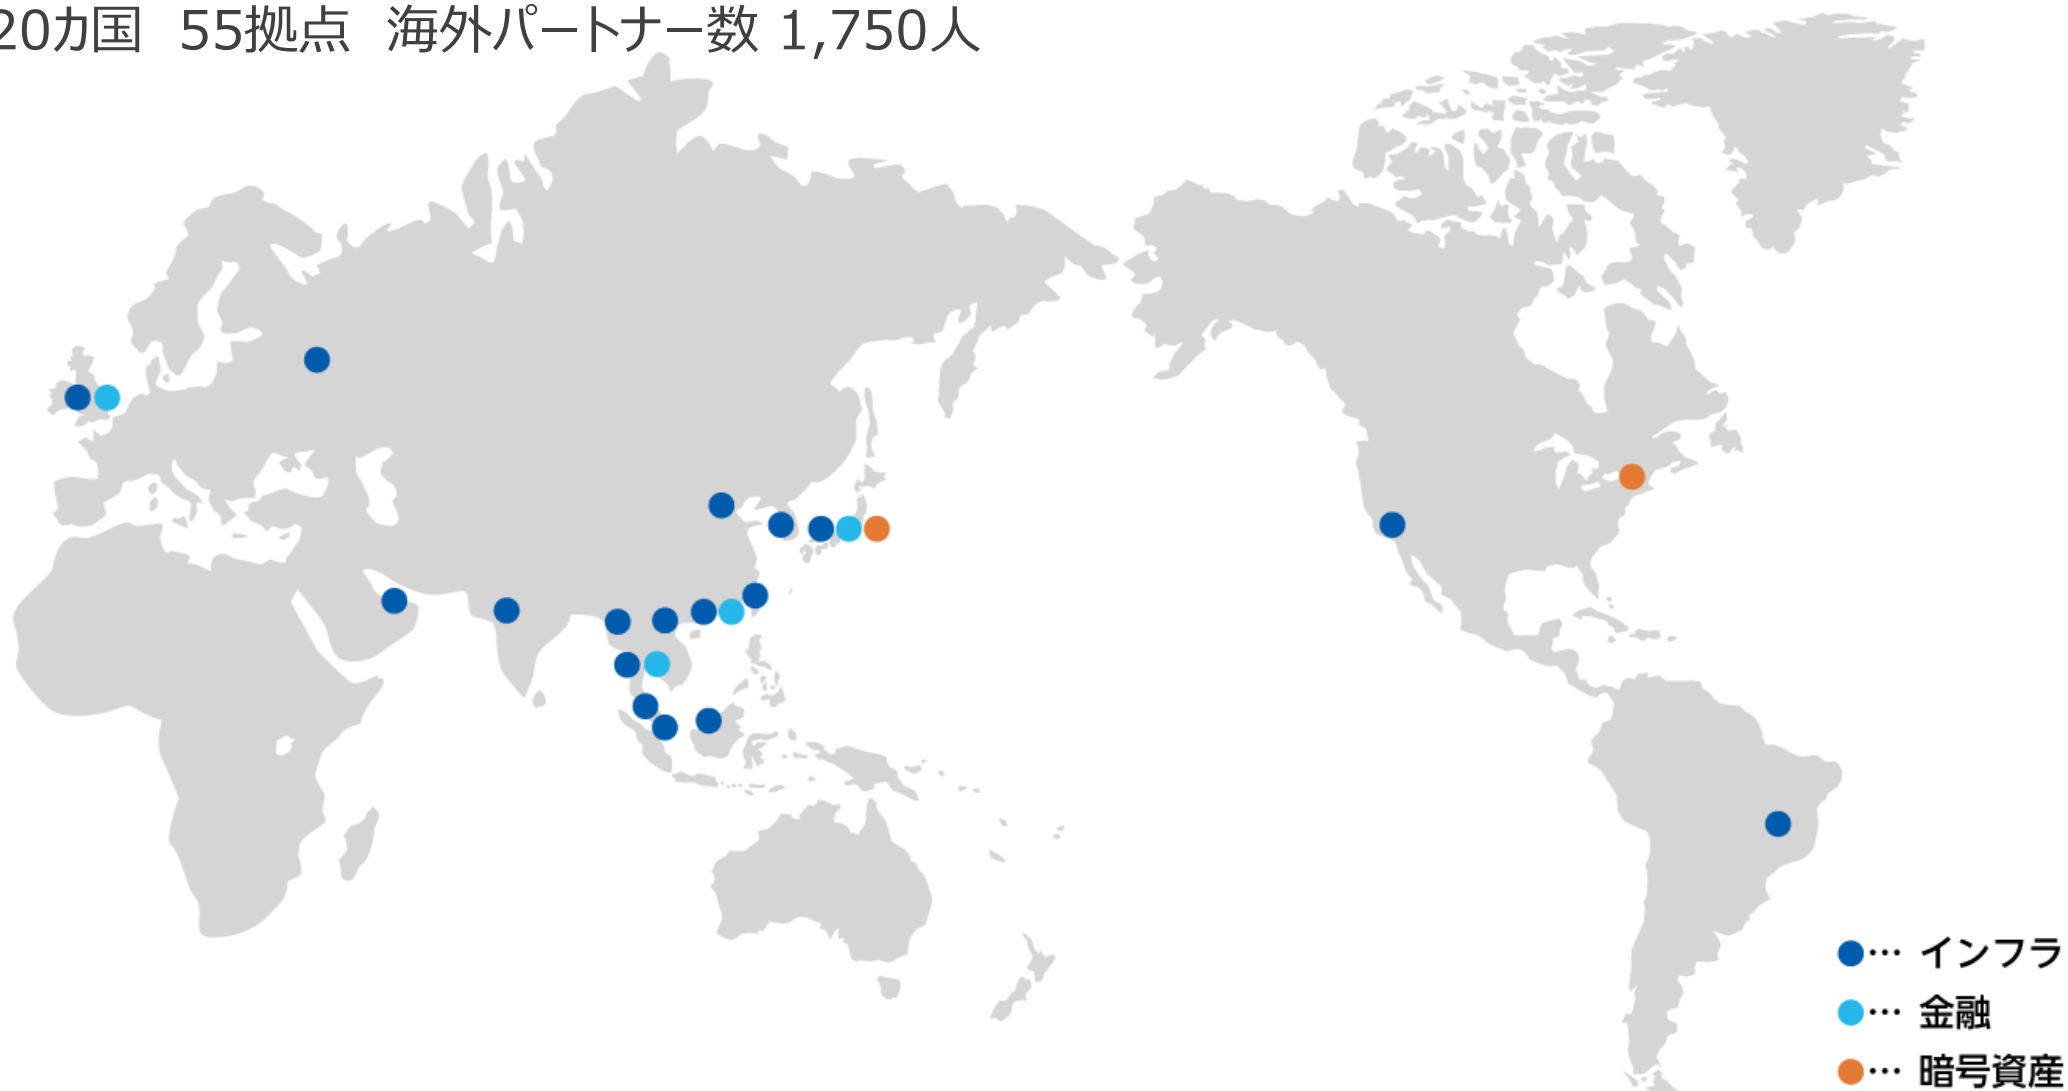 20カ国 55拠点 海外パートナー数 1,750人
… インフラ
… 金融
… 暗号資産